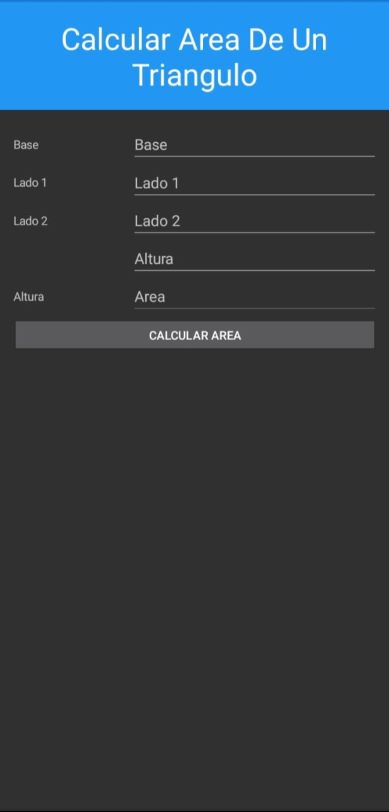 Calcular Area De Un
Triangulo
Base Base
Lado 1 Lado 1
Lado 2 Lado 2
Altura
Altura Area
CALCULAR AREA